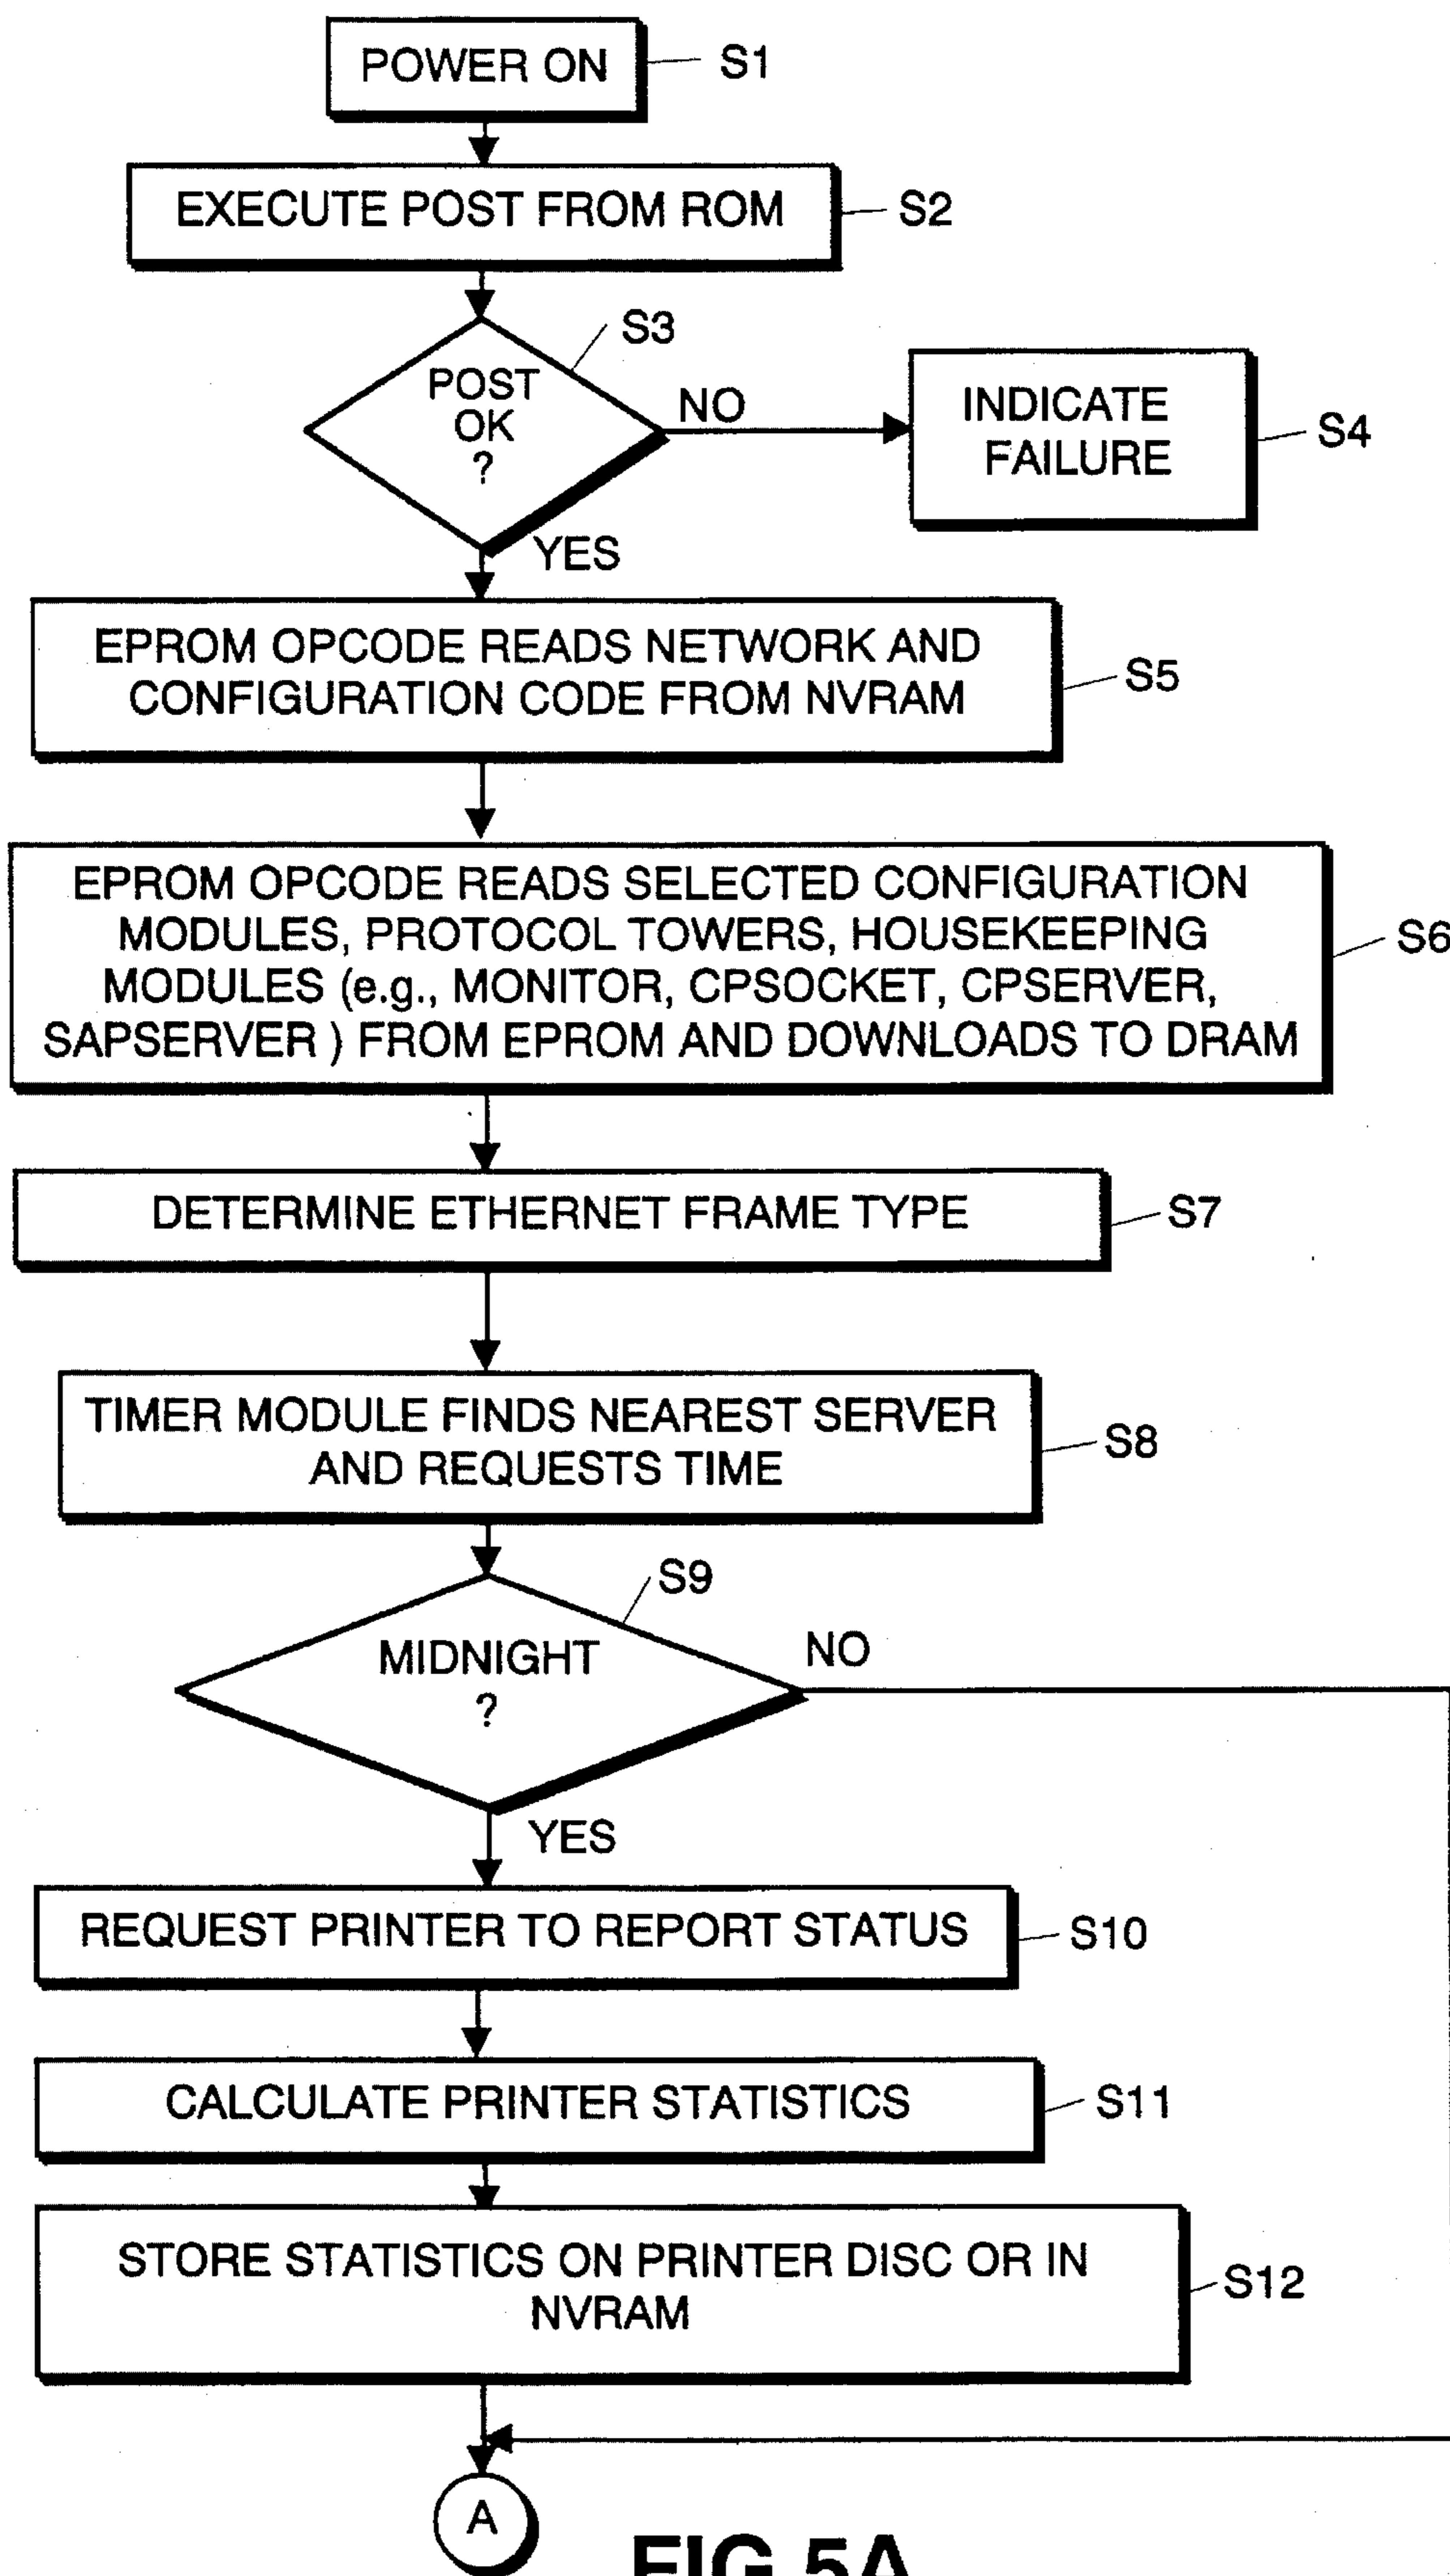 POWER ON
S1
EXECUTE POST FROM ROM
S2
S3
POST
OK
?
NO
INDICATE
FAILURE
S4
YES
EPROM OPCODE READS NETWORK AND
CONFIGURATION CODE FROM NVRAM
S5
EPROM OPCODE READS SELECTED CONFIGURATION
MODULES, PROTOCOL TOWERS, HOUSEKEEPING
MODULES (e.g., MONITOR, CPSOCKET, CPSERVER,
SAPSERVER ) FROM EPROM AND DOWNLOADS TO DRAM
S6
DETERMINE ETHERNET FRAME TYPE
S7
TIMER MODULE FINDS NEAREST SERVER
AND REQUESTS TIME
S8
S9
MIDNIGHT
?
NO
YES
REQUEST PRINTER TO REPORT STATUS
S10
CALCULATE PRINTER STATISTICS
S11
STORE STATISTICS ON PRINTER DISC OR IN
NVRAM
S12
A
FIG 5A